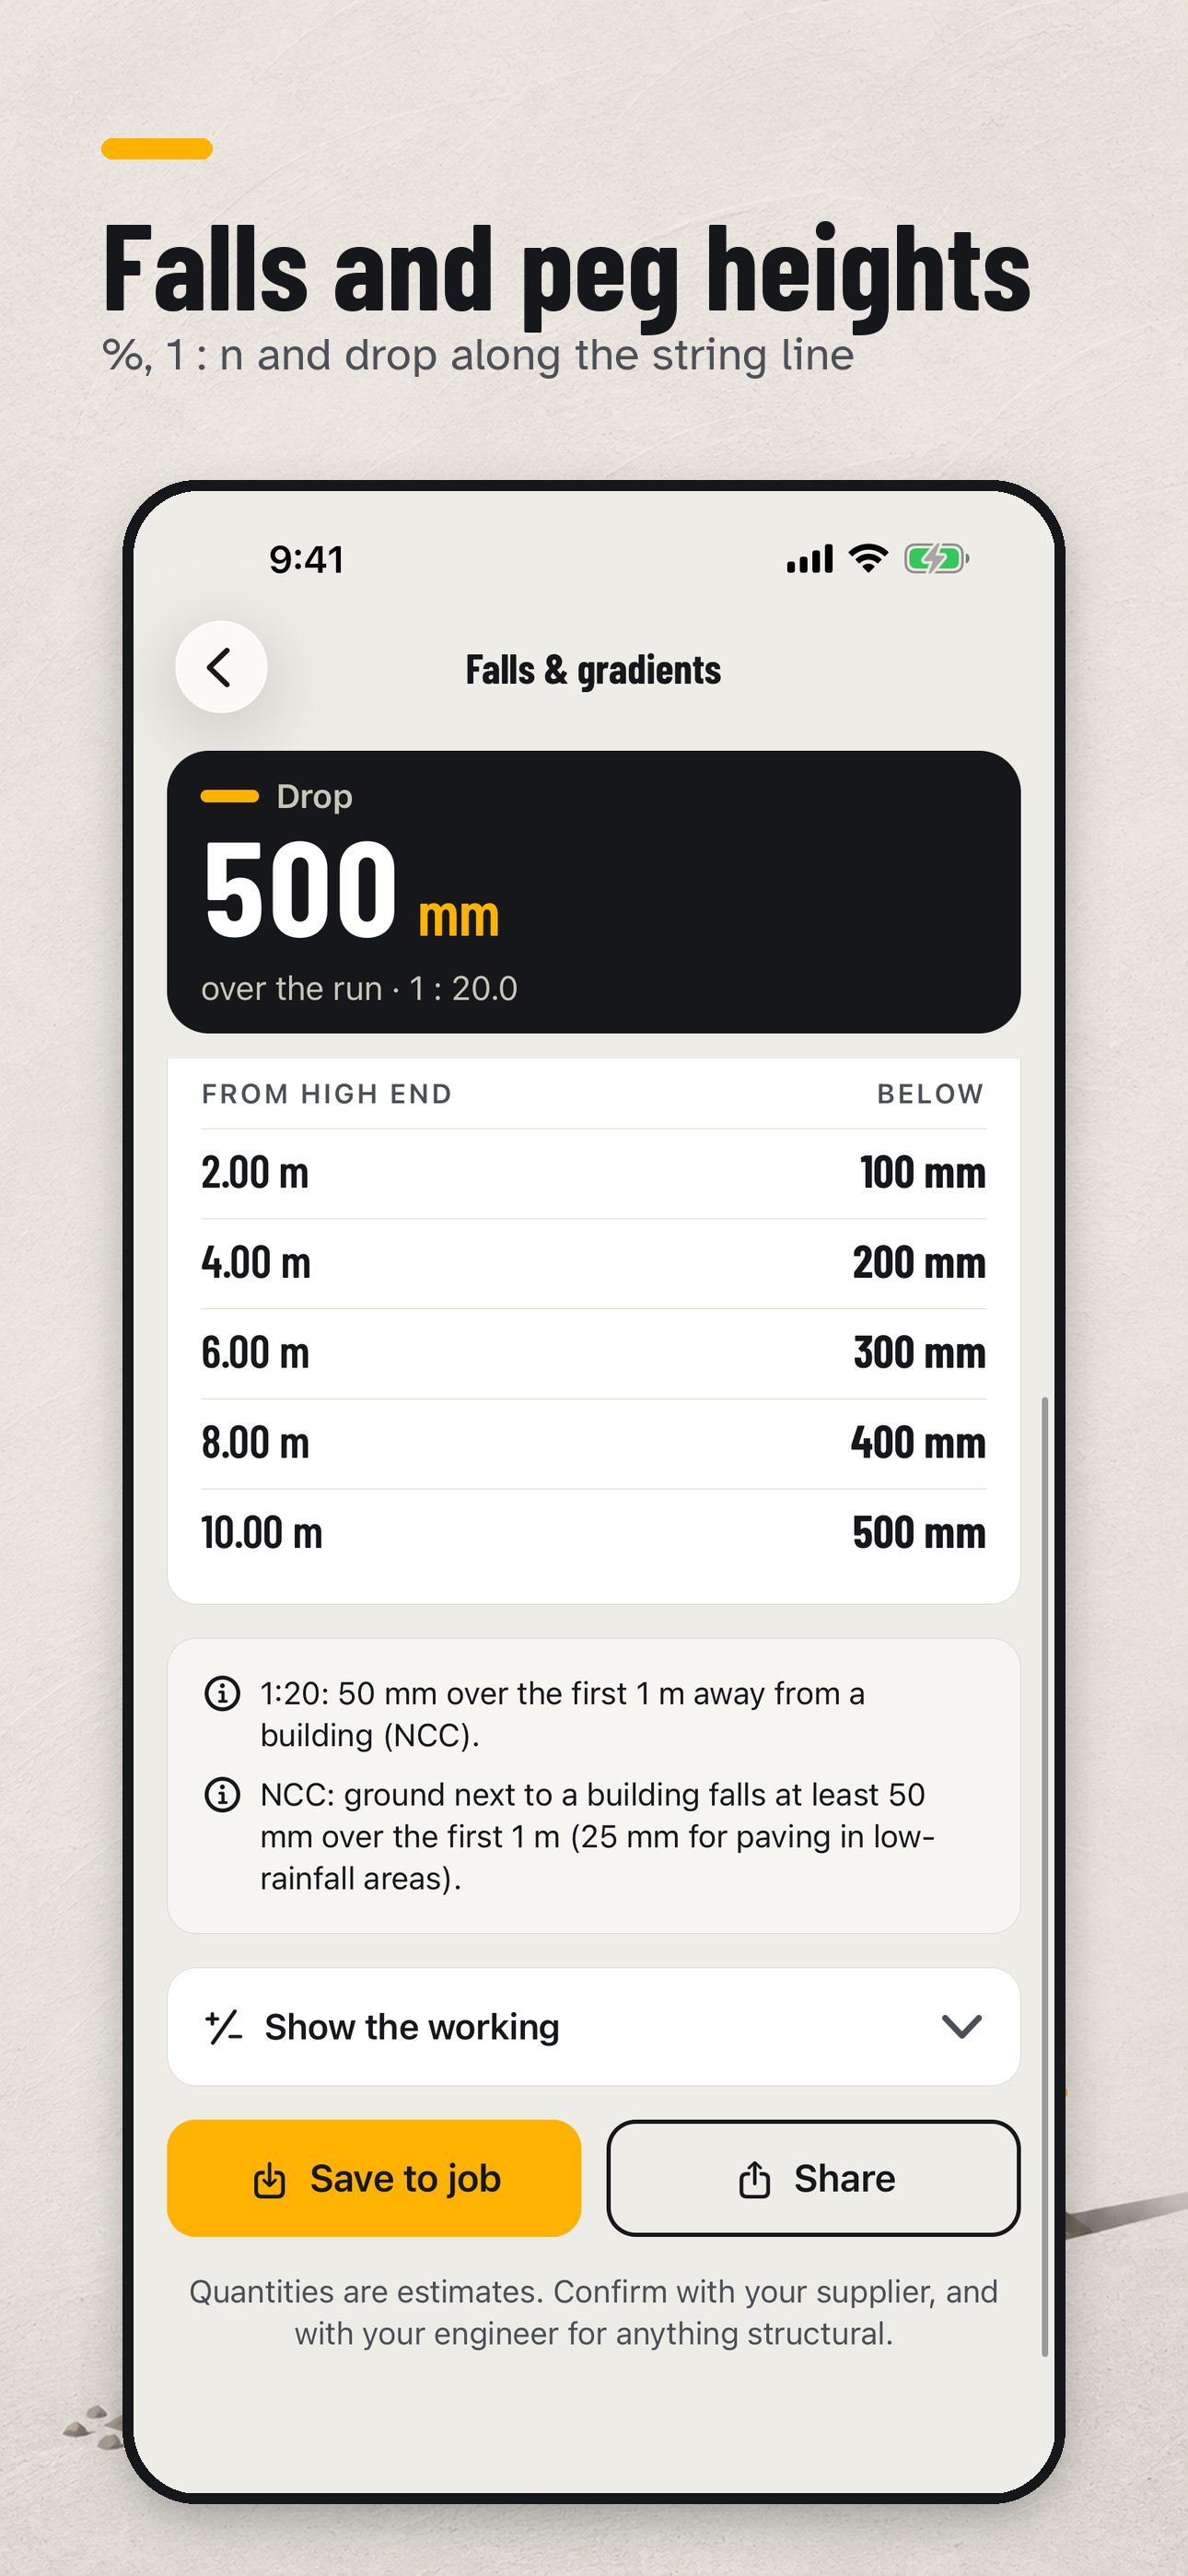 Falls and peg heights
%, 1 : n and drop along the string line
9:41
Falls & gradients
Drop
500 mm
over the run · 1 : 20.0
FROM HIGH END BELOW
2.00 m 100 mm
4.00 m 200 mm
6.00 m 300 mm
8.00 m 400 mm
10.00 m 500 mm
1:20: 50 mm over the first 1 m away from a
building (NCC).
NCC: ground next to a building falls at least 50
mm over the first 1 m (25 mm for paving in low-
rainfall areas).
Show the working
Save to job Share
Quantities are estimates. Confirm with your supplier, and
with your engineer for anything structural.